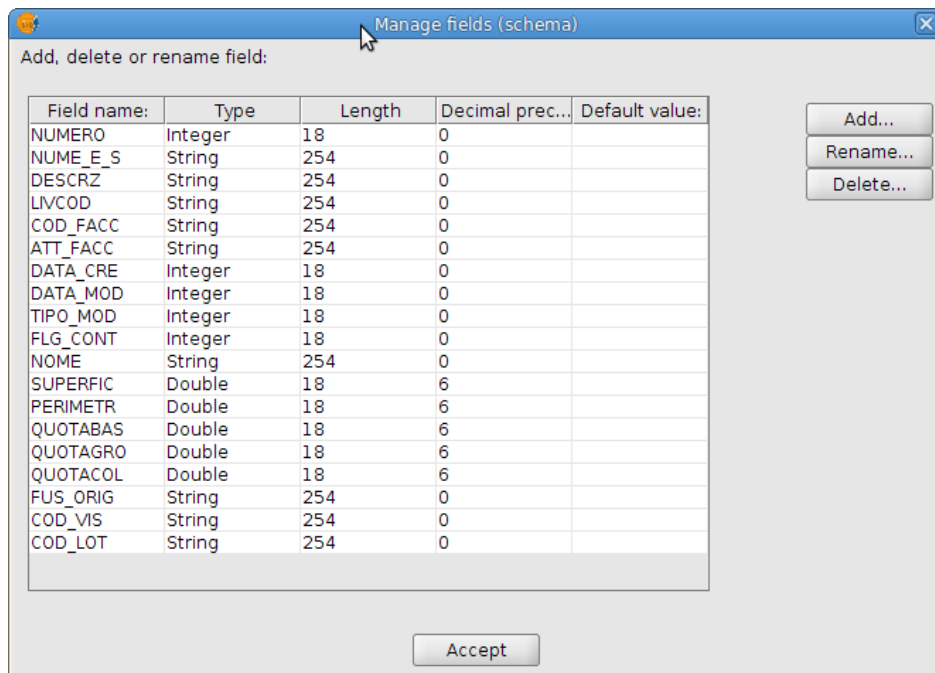 Manage fields (schema)
Add, delete or rename field:
Field name: Type Length Decimal prec... Default value:
NUMERO Integer 18 0
NUME_E_S String 254 0
DESCRZ String 254 0
LIVCOD String 254 0
COD_FACC String 254 0
ATT_FACC String 254 0
DATA_CRE Integer 18 0
DATA_MOD Integer 18 0
TIPO_MOD Integer 18 0
FLG_CONT Integer 18 0
NOME String 254 0
SUPERFIC Double 18 6
PERIMETR Double 18 6
QUOTABAS Double 18 6
QUOTAGRO Double 18 6
QUOTACOL Double 18 6
FUS_ORIG String 254 0
COD_VIS String 254 0
COD_LOT String 254 0
Add...
Rename...
Delete...
Accept